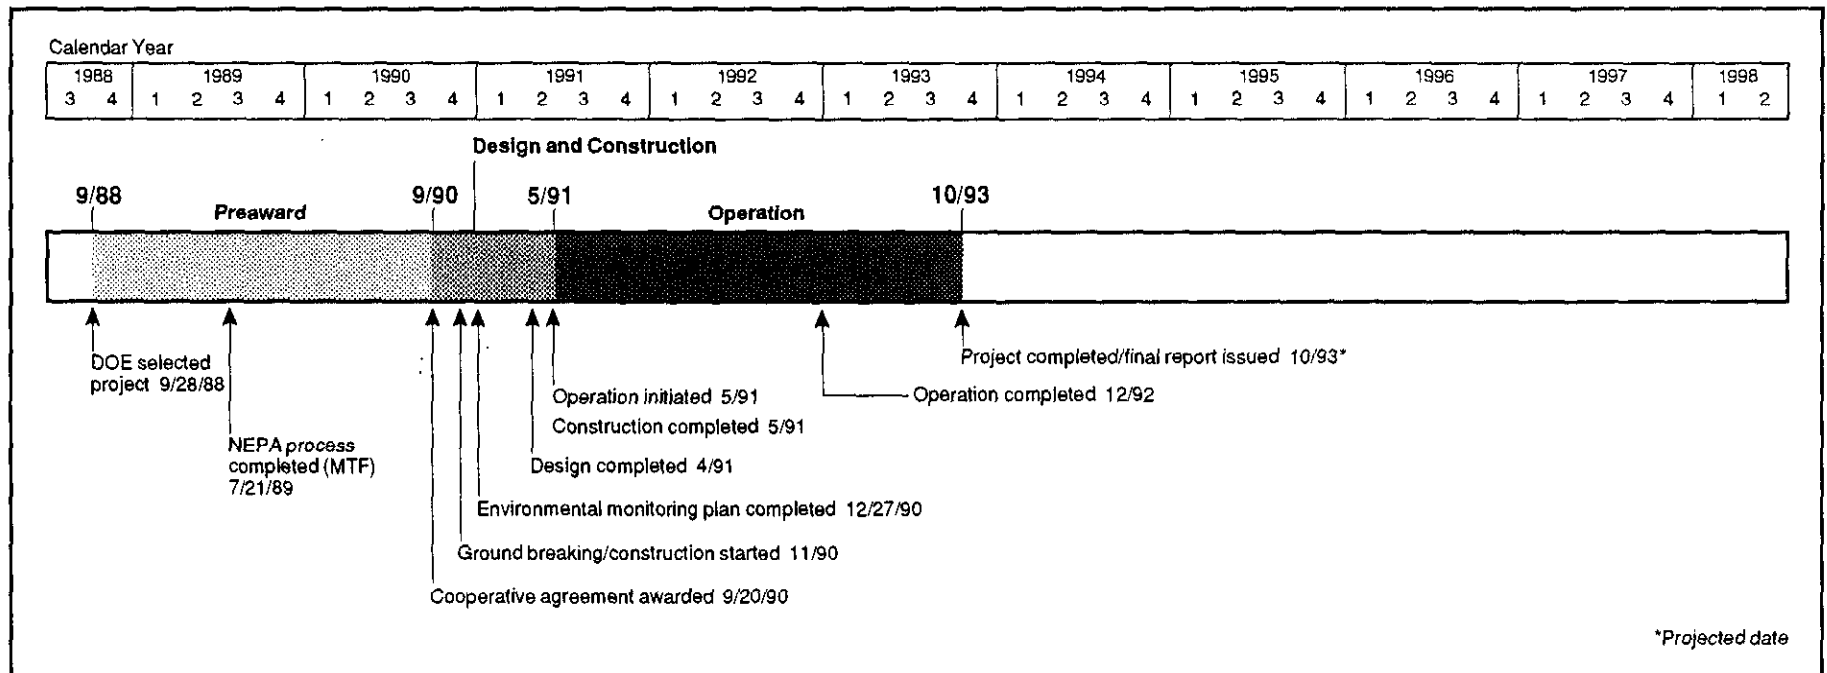 Calendar Year
1988 1989 1990 1991 1992 1993 1994 1995 1996 1997 1998
3 4 1 2 3 4 1 2 3 4 1 2 3 4 1 2 3 4 1 2 3 4 1 2 3 4 1 2 3 4 1 2 3 4 1 2 3 4 1 2
Design and Construction
9/88 9/90 5/91 10/93
Preaward Operation
DOE selected
project 9/28/88
Project completed/final report issued 10/93*
Operation initiated 5/91
Operation completed 12/92
Construction completed 5/91
NEPA process
completed (MTF)
7/21/89
Design completed 4/91
Environmental monitoring plan completed 12/27/90
Ground breaking/construction started 11/90
Cooperative agreement awarded 9/20/90
*Projected date